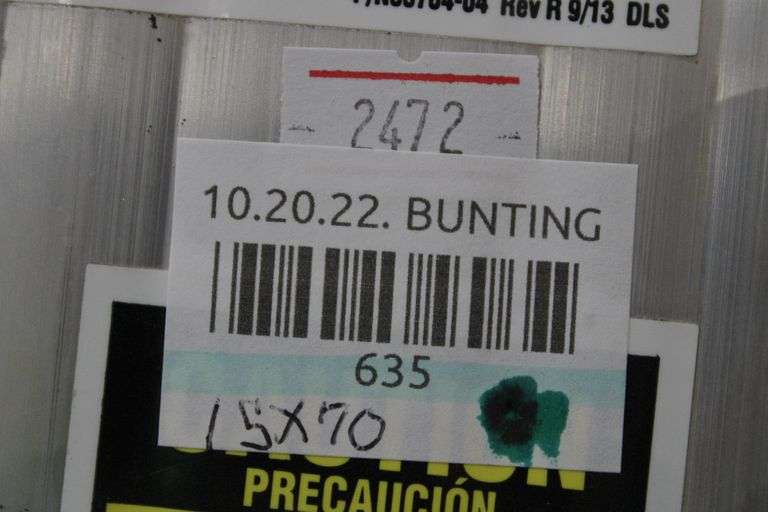 Rev R 9/13 DLS
2472
10.20.22. BUNTING
635
15X70
PRECAUCIÓN